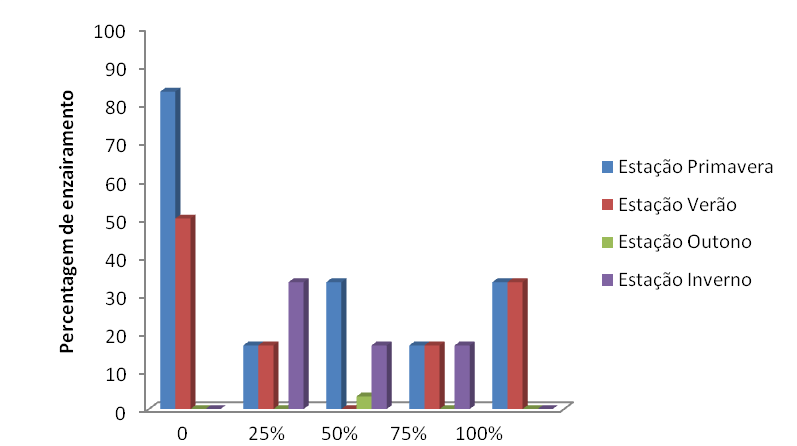 100
90
80
70
60
50
40
30
20
10
0
Percentagem de enzairamento
0 25% 50% 75% 100%
Estação Primavera
Estação Verão
Estação Outono
Estação Inverno